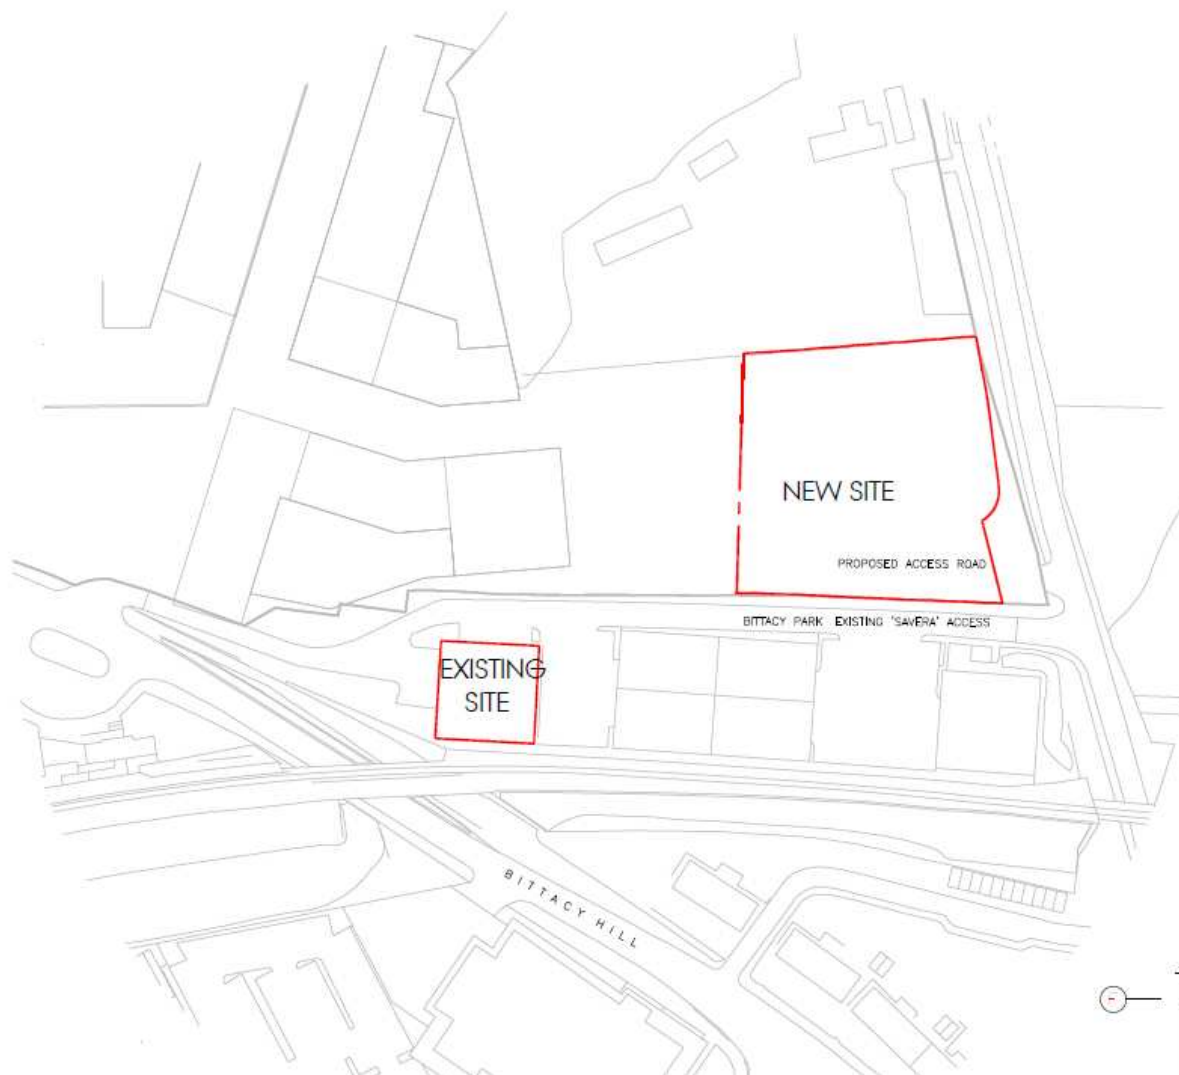 NEW SITE
PROPOSED ACCESS ROAD
BITTACY PARK EXISTING 'SAVERA' ACCESS
EXISTING
SITE
BITTACY HILL